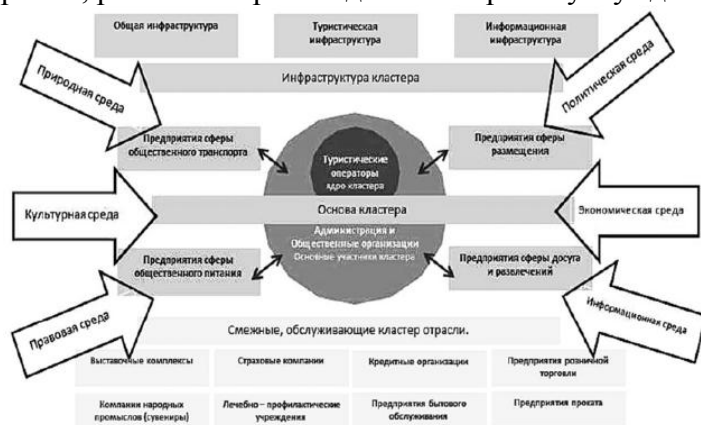 Общая инфраструктура
Туристическая
инфраструктура
Информационная
инфраструктура
Инфраструктура кластера
Природная среда
Политическая среда
Предприятия сферы
общественного транспорта
Предприятия сферы
размещения
Туристические
операторы
ядро кластера
Культурная среда
Основа кластера
Экономическая среда
Администрация и
Общественные организации
Основные участники кластера
Предприятия сферы
общественного питания
Предприятия сферы досуга
и развлечений
Правовая среда
Информационная среда
Смежные, обслуживающие кластер отрасли.
Выставочные комплексы
Страховые компании
Кредитные организации
Предприятия розничной
торговли
Компании народных
промыслов (сувениры)
Лечебно – профилактические
учреждения
Предприятия бытового
обслуживания
Предприятия проката